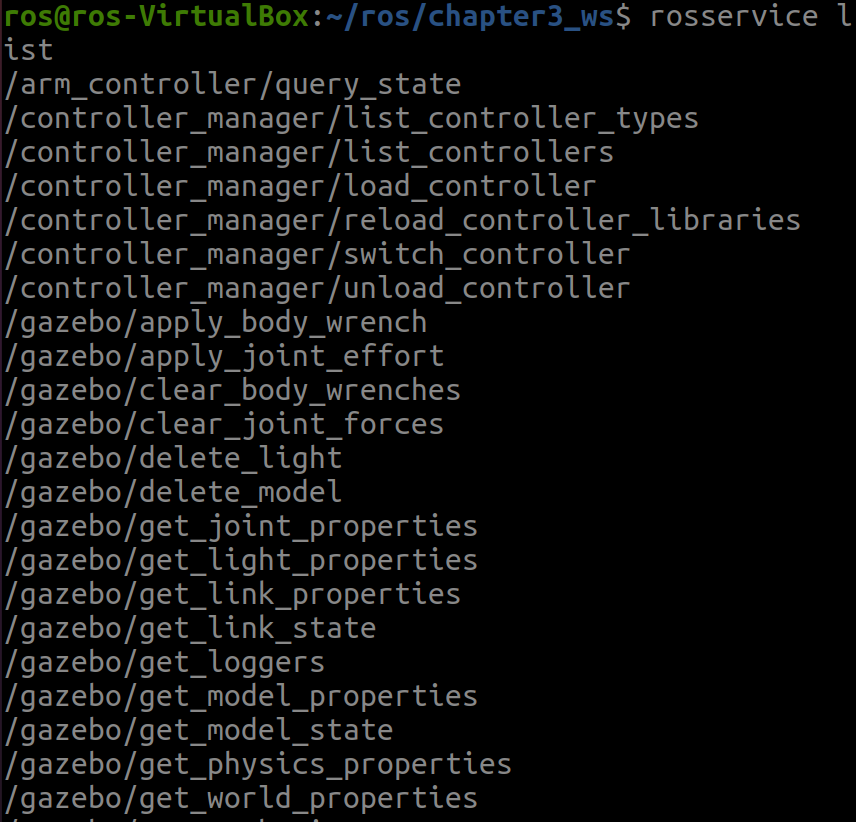 ros@ros-VirtualBox:~/ros/chapter3_ws$ rosservice l
ist
/arm_controller/query_state
/controller_manager/list_controller_types
/controller_manager/list_controllers
/controller_manager/load_controller
/controller_manager/reload_controller_libraries
/controller_manager/switch_controller
/controller_manager/unload_controller
/gazebo/apply_body_wrench
/gazebo/apply_joint_effort
/gazebo/clear_body_wrenches
/gazebo/clear_joint_forces
/gazebo/delete_light
/gazebo/delete_model
/gazebo/get_joint_properties
/gazebo/get_light_properties
/gazebo/get_link_properties
/gazebo/get_link_state
/gazebo/get_loggers
/gazebo/get_model_properties
/gazebo/get_model_state
/gazebo/get_physics_properties
/gazebo/get_world_properties